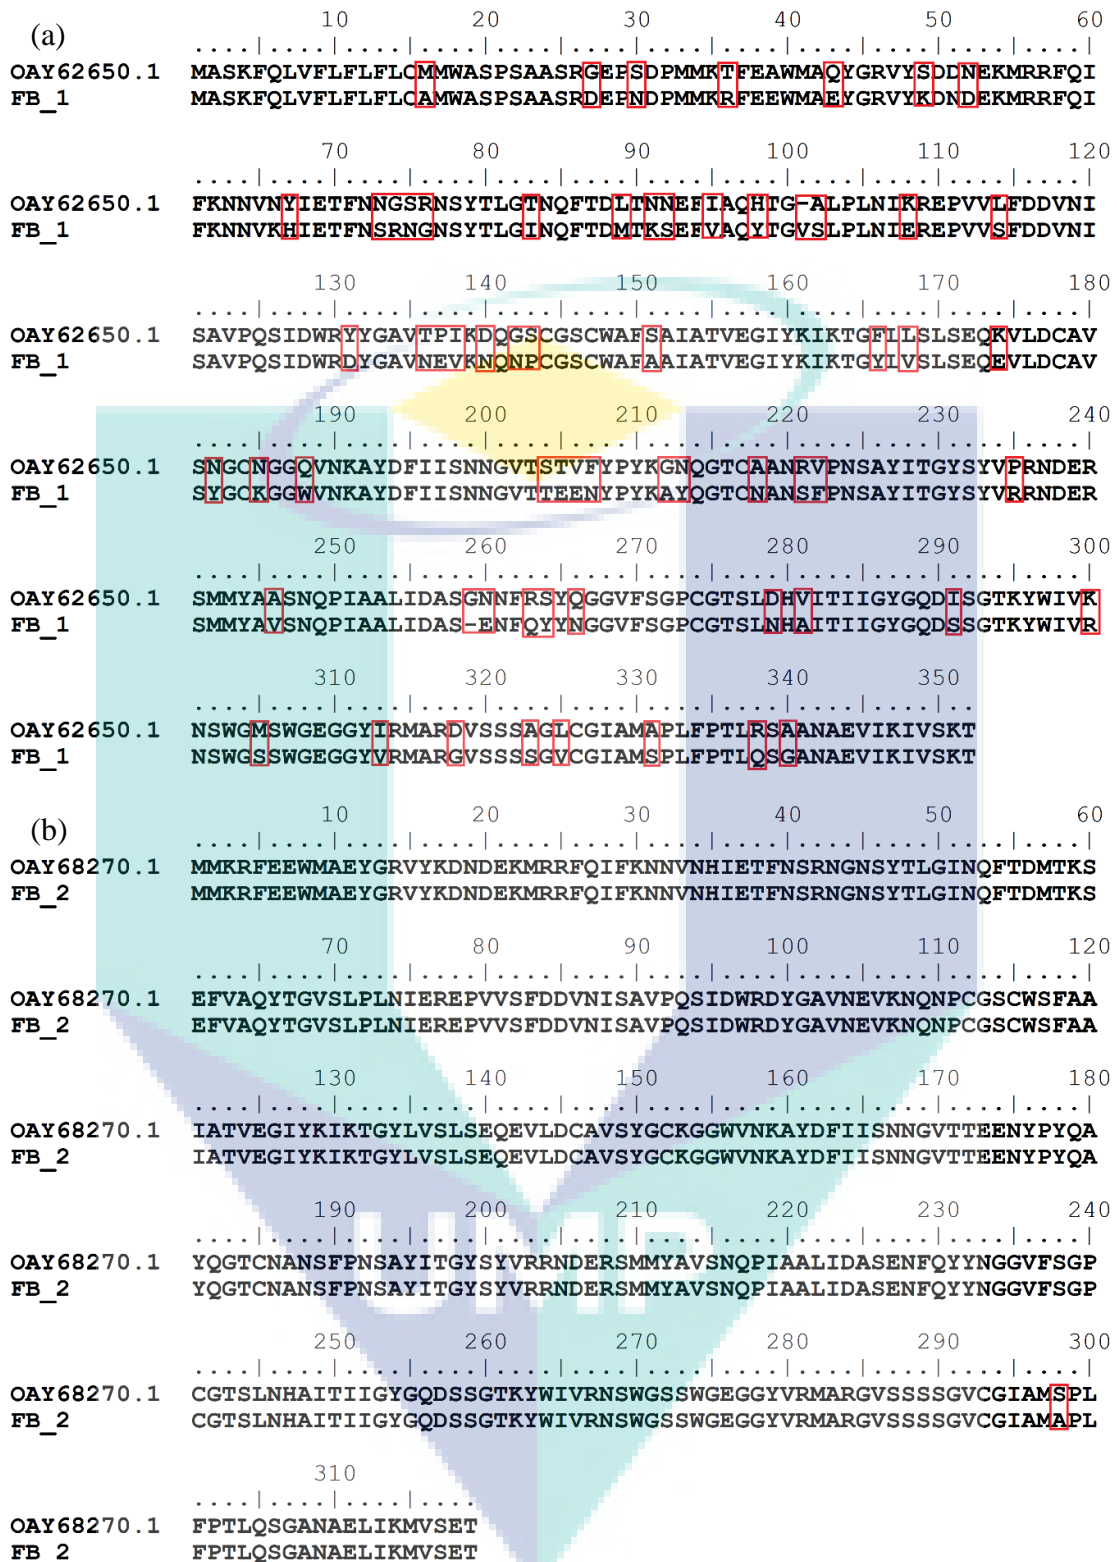 (a)
10 20 30 40 50 60
....|....|....|....|....|....|....|....|....|....|....|....|
OAY62650.1 MASKFQLVFLFLFLCMMWASPSAASRGEPSDPMMKTFEAWMAQYGRVYSDDNEKMRRFQI
FB_1 MASKFQLVFLFLFLCAMWASPSAASRDEPNDPMMKRFEEWMAEYGRVYKDNDEKMRRFQI
70 80 90 100 110 120
....|....|....|....|....|....|....|....|....|....|....|....|
OAY62650.1 FKNNVNYIETFNNGSRNSYTLGTNQFTDLTNNEFIAQHTG-ALPLNIKREPVVLFDDVNI
FB_1 FKNNVKHIETFNSRNGNSYTLGINQFTDMTKSEFVAQYTGVSLPLNIEREPVVSFDDVNI
130 140 150 160 170 180
....|....|....|....|....|....|....|....|....|....|....|....|
OAY62650.1 SAVPQSIDWRYYGAVTPIKDQGSCGSCWAFSAIATVEGIYKIKTGFLLSLSEQKVLDCAV
FB_1 SAVPQSIDWRDYGAVNEVKNQNPCGSCWAFAAIATVEGIYKIKTGYLVSLSEQEVLDCAV
190 200 210 220 230 240
....|....|....|....|....|....|....|....|....|....|....|....|
OAY62650.1 SNGCNGGQVNKAYDFIISNNGVTSTVFYPYKGNQGTCAANRVPNSAYITGYSYVPRNDER
FB_1 SYGCKGGWVNKAYDFIISNNGVTTEENYPYKAYQGTCNANSFPNSAYITGYSYVRRNDER
250 260 270 280 290 300
....|....|....|....|....|....|....|....|....|....|....|....|
OAY62650.1 SMMYAASNQPIAALIDASGNNFRSYQGGVFSGPCGTSLDHVITIIGYGQDISGTKYWIVK
FB_1 SMMYAVSNQPIAALIDAS-ENFQYYNGGVFSGPCGTSLNHAITIIGYGQDSSGTKYWIVR
310 320 330 340 350
....|....|....|....|....|....|....|....|....|....|..
OAY62650.1 NSWGMSWGEGGYIRMARDVSSSAGLCGIAMAPLFPTLRSAANAEVIKIVSKT
FB_1 NSWGSSWGEGGYVRMARGVSSSSGVCGIAMSPLFPTLQSGANAEVIKIVSKT
(b)
10 20 30 40 50 60
....|....|....|....|....|....|....|....|....|....|....|....|
OAY68270.1 MMKRFEEWMAEYGRVYKDNDEKMRRFQIFKNNVNHIETFNSRNGNSYTLGINQFTDMTKS
FB_2 MMKRFEEWMAEYGRVYKDNDEKMRRFQIFKNNVNHIETFNSRNGNSYTLGINQFTDMTKS
70 80 90 100 110 120
....|....|....|....|....|....|....|....|....|....|....|....|
OAY68270.1 EFVAQYTGVSLPLNIEREPVVSFDDVNISAVPQSIDWRDYGAVNEVKNQNPCGSCWSFAA
FB_2 EFVAQYTGVSLPLNIEREPVVSFDDVNISAVPQSIDWRDYGAVNEVKNQNPCGSCWSFAA
130 140 150 160 170 180
....|....|....|....|....|....|....|....|....|....|....|....|
OAY68270.1 IATVEGIYKIKTGYLVSLSEQEVLDCAVSYGCKGGWVNKAYDFIISNNGVTTEENYPYQA
FB_2 IATVEGIYKIKTGYLVSLSEQEVLDCAVSYGCKGGWVNKAYDFIISNNGVTTEENYPYQA
190 200 210 220 230 240
....|....|....|....|....|....|....|....|....|....|....|....|
OAY68270.1 YQGTCNANSFPNSAYITGYSYVRRNDERSMMYAVSNQPIAALIDASENFQYYNGGVFSGP
FB_2 YQGTCNANSFPNSAYITGYSYVRRNDERSMMYAVSNQPIAALIDASENFQYYNGGVFSGP
UMP
250 260 270 280 290 300
....|....|....|....|....|....|....|....|....|....|....|....|
OAY68270.1 CGTSLNHAITIIGYGQDSSGTKYWIVRNSWGSSWGEGGYVRMARGVSSSSGVCGIAMSPL
FB_2 CGTSLNHAITIIGYGQDSSGTKYWIVRNSWGSSWGEGGYVRMARGVSSSSGVCGIAMAPL
310
....|....|....|....
OAY68270.1 FPTLQSGANAELIKMVSET
FB_2 FPTLQSGANAELIKMVSET